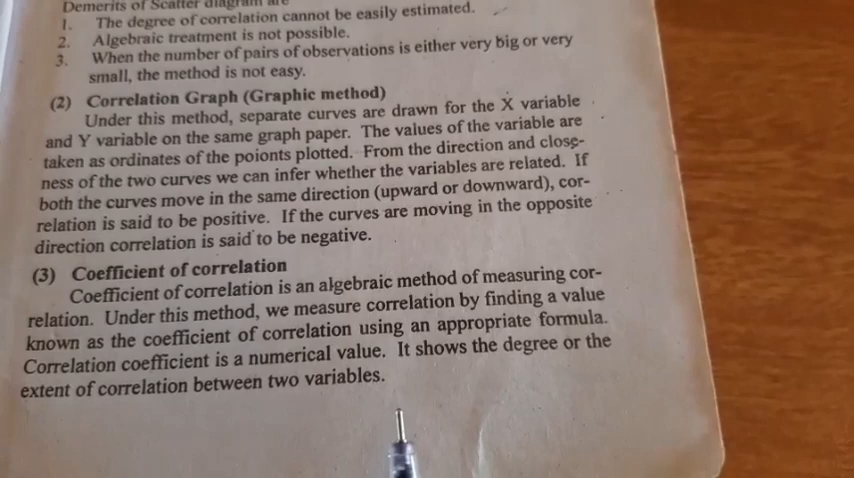 Demerits of Scatter diagram are
1. The degree of correlation cannot be easily estimated.
2. Algebraic treatment is not possible.
3. When the number of pairs of observations is either very big or very
small, the method is not easy.
(2) Correlation Graph (Graphic method)
Under this method, separate curves are drawn for the X variable
and Y variable on the same graph paper. The values of the variable are
taken as ordinates of the poionts plotted. From the direction and close-
ness of the two curves we can infer whether the variables are related. If
both the curves move in the same direction (upward or downward), cor-
relation is said to be positive. If the curves are moving in the opposite
direction correlation is said to be negative.
(3) Coefficient of correlation
Coefficient of correlation is an algebraic method of measuring cor-
relation. Under this method, we measure correlation by finding a value
known as the coefficient of correlation using an appropriate formula.
Correlation coefficient is a numerical value. It shows the degree or the
extent of correlation between two variables.